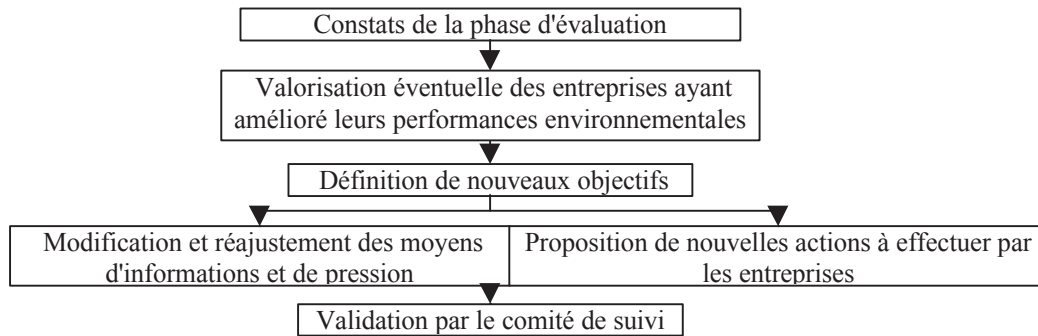 Constats de la phase d'évaluation
Valorisation éventuelle des entreprises ayant
amélioré leurs performances environnementales
Définition de nouveaux objectifs
Modification et réajustement des moyens
d'informations et de pression
Proposition de nouvelles actions à effectuer par
les entreprises
Validation par le comité de suivi